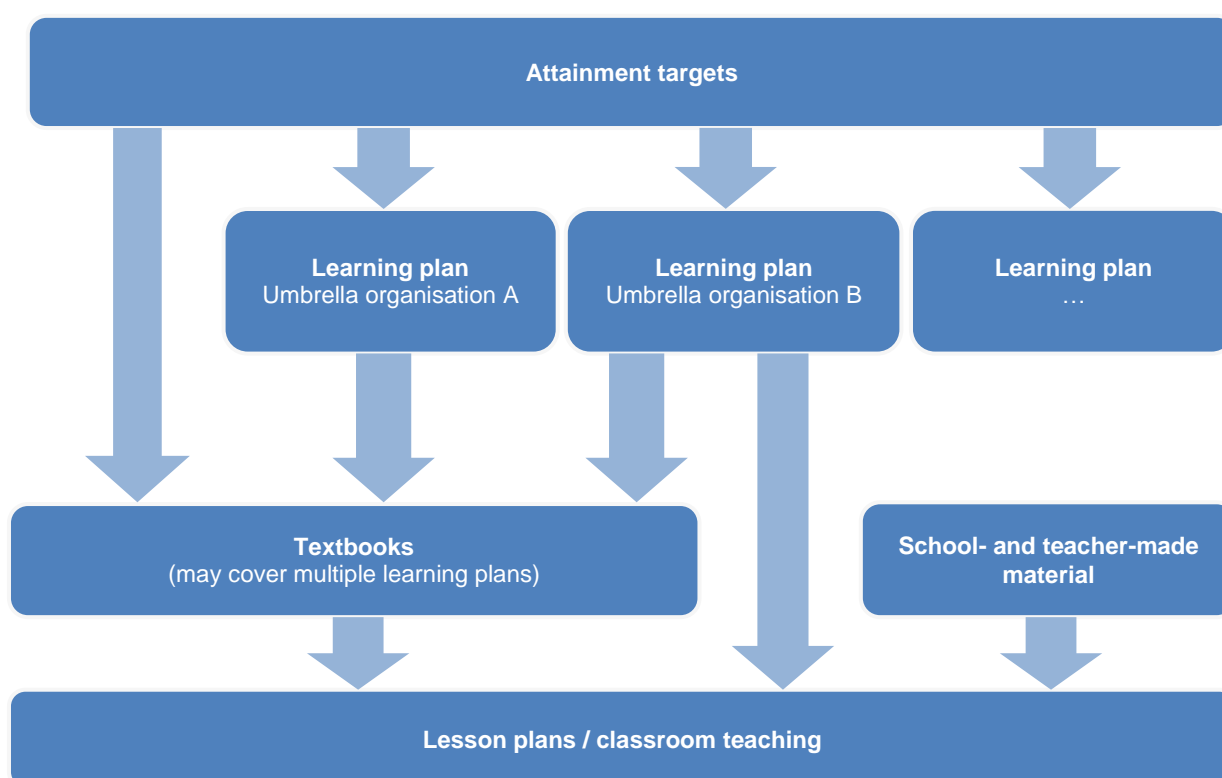 Attainment targets
Learning plan
Umbrella organisation A
Learning plan
Umbrella organisation B
Learning plan
…
Textbooks
(may cover multiple learning plans)
School- and teacher-made
material
Lesson plans / classroom teaching